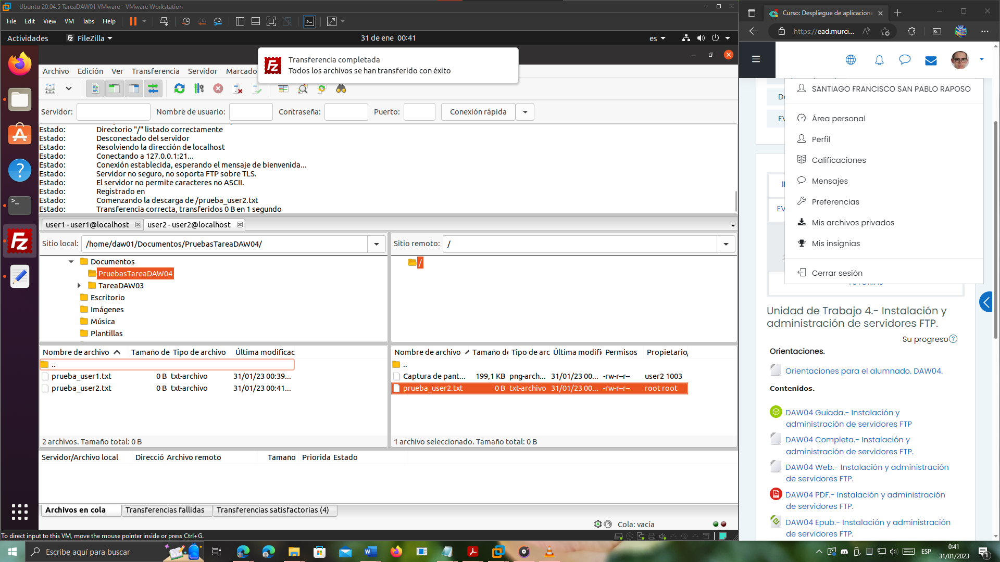 Ubuntu 20.04.5 TareaDAW01 VMware - VMware Workstation
File Edit View VM Tabs Help
Actividades FileZilla 31 de ene 00:41 es
Transferencia completada
Todos los archivos se han transferido con éxito
Archivo Edición Ver Transferencia Servidor Marcado
Servidor: Nombre de usuario: Contraseña: Puerto: Conexión rápida
Estado: Directorio "/" listado correctamente
Estado: Desconectado del servidor
Estado: Resolviendo la dirección de localhost
Estado: Conectando a 127.0.0.1:21...
Estado: Conexión establecida, esperando el mensaje de bienvenida...
Estado: Servidor no seguro, no soporta FTP sobre TLS.
Estado: El servidor no permite caracteres no ASCII.
Estado: Registrado en
Estado: Comenzando la descarga de /prueba_user2.txt
Estado: Transferencia correcta, transferidos 0 B en 1 segundo
user1 - user1@localhost user2 - user2@localhost
Sitio local: /home/daw01/Documentos/PruebasTareaDAW04/
Documentos
PruebasTareaDAW04
TareaDAW03
Escritorio
Imágenes
Música
Plantillas
Sitio remoto: /
/
Nombre de archivo Tamaño de Tipo de archivo Última modificac
..
prueba_user1.txt 0 B txt-archivo 31/01/23 00:39...
prueba_user2.txt 0 B txt-archivo 31/01/23 00:41...
2 archivos. Tamaño total: 0 B
Nombre de archivo Tamaño de Tipo de arc Última modifi Permisos Propietario/
..
Captura de pant... 199,1 KB png-arch... 31/01/23 00... -rw-r--r-- user2 1003
prueba_user2.txt 0 B txt-archivo 31/01/23 00... -rw-r--r-- root root
1 archivo seleccionado. Tamaño total: 0 B
Servidor/Archivo local Direcció Archivo remoto Tamaño Priorida Estado
Archivos en cola Transferencias fallidas Transferencias satisfactorias (4)
Cola: vacía
To direct input to this VM, move the mouse pointer inside or press Ctrl+G.
Curso: Despliegue de aplicacione
https://ead.murci...
SANTIAGO FRANCISCO SAN PABLO RAPOSO
Área personal
Perfil
Calificaciones
Mensajes
Preferencias
Mis archivos privados
Mis insignias
Cerrar sesión
Unidad de Trabajo 4.- Instalación y
administración de servidores FTP.
Su progreso
Orientaciones.
Orientaciones para el alumnado. DAW04.
Contenidos.
DAW04 Guiada.- Instalación y
administración de servidores FTP
DAW04 Completa.- Instalación y
administración de servidores FTP.
DAW04 Web.- Instalación y administración
de servidores FTP.
DAW04 PDF.- Instalación y administración
de servidores FTP.
DAW04 Epub.- Instalación y administración
de servidores FTP.
Escribe aquí para buscar
ESP
0:41
31/01/2023
1